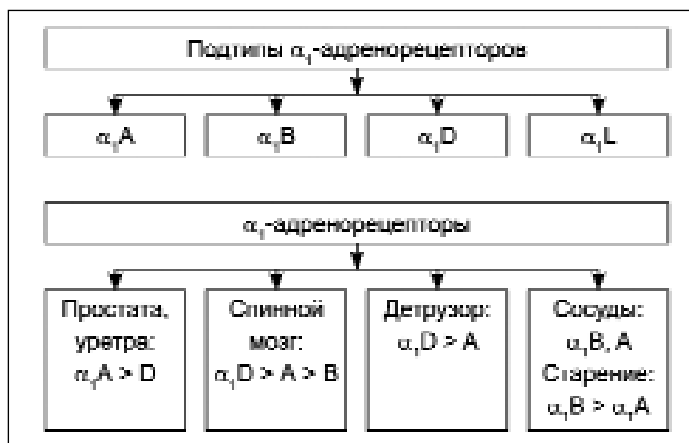 Подтипы α₁-адренорецепторов
α₁A
α₁B
α₁D
α₁L
α₁-адренорецепторы
Простата,
уретра:
α₁A > D
Спинной
мозг:
α₁D > A > B
Детрузор:
α₁D > A
Сосуды:
α₁B, A
Старение:
α₁B > α₁A